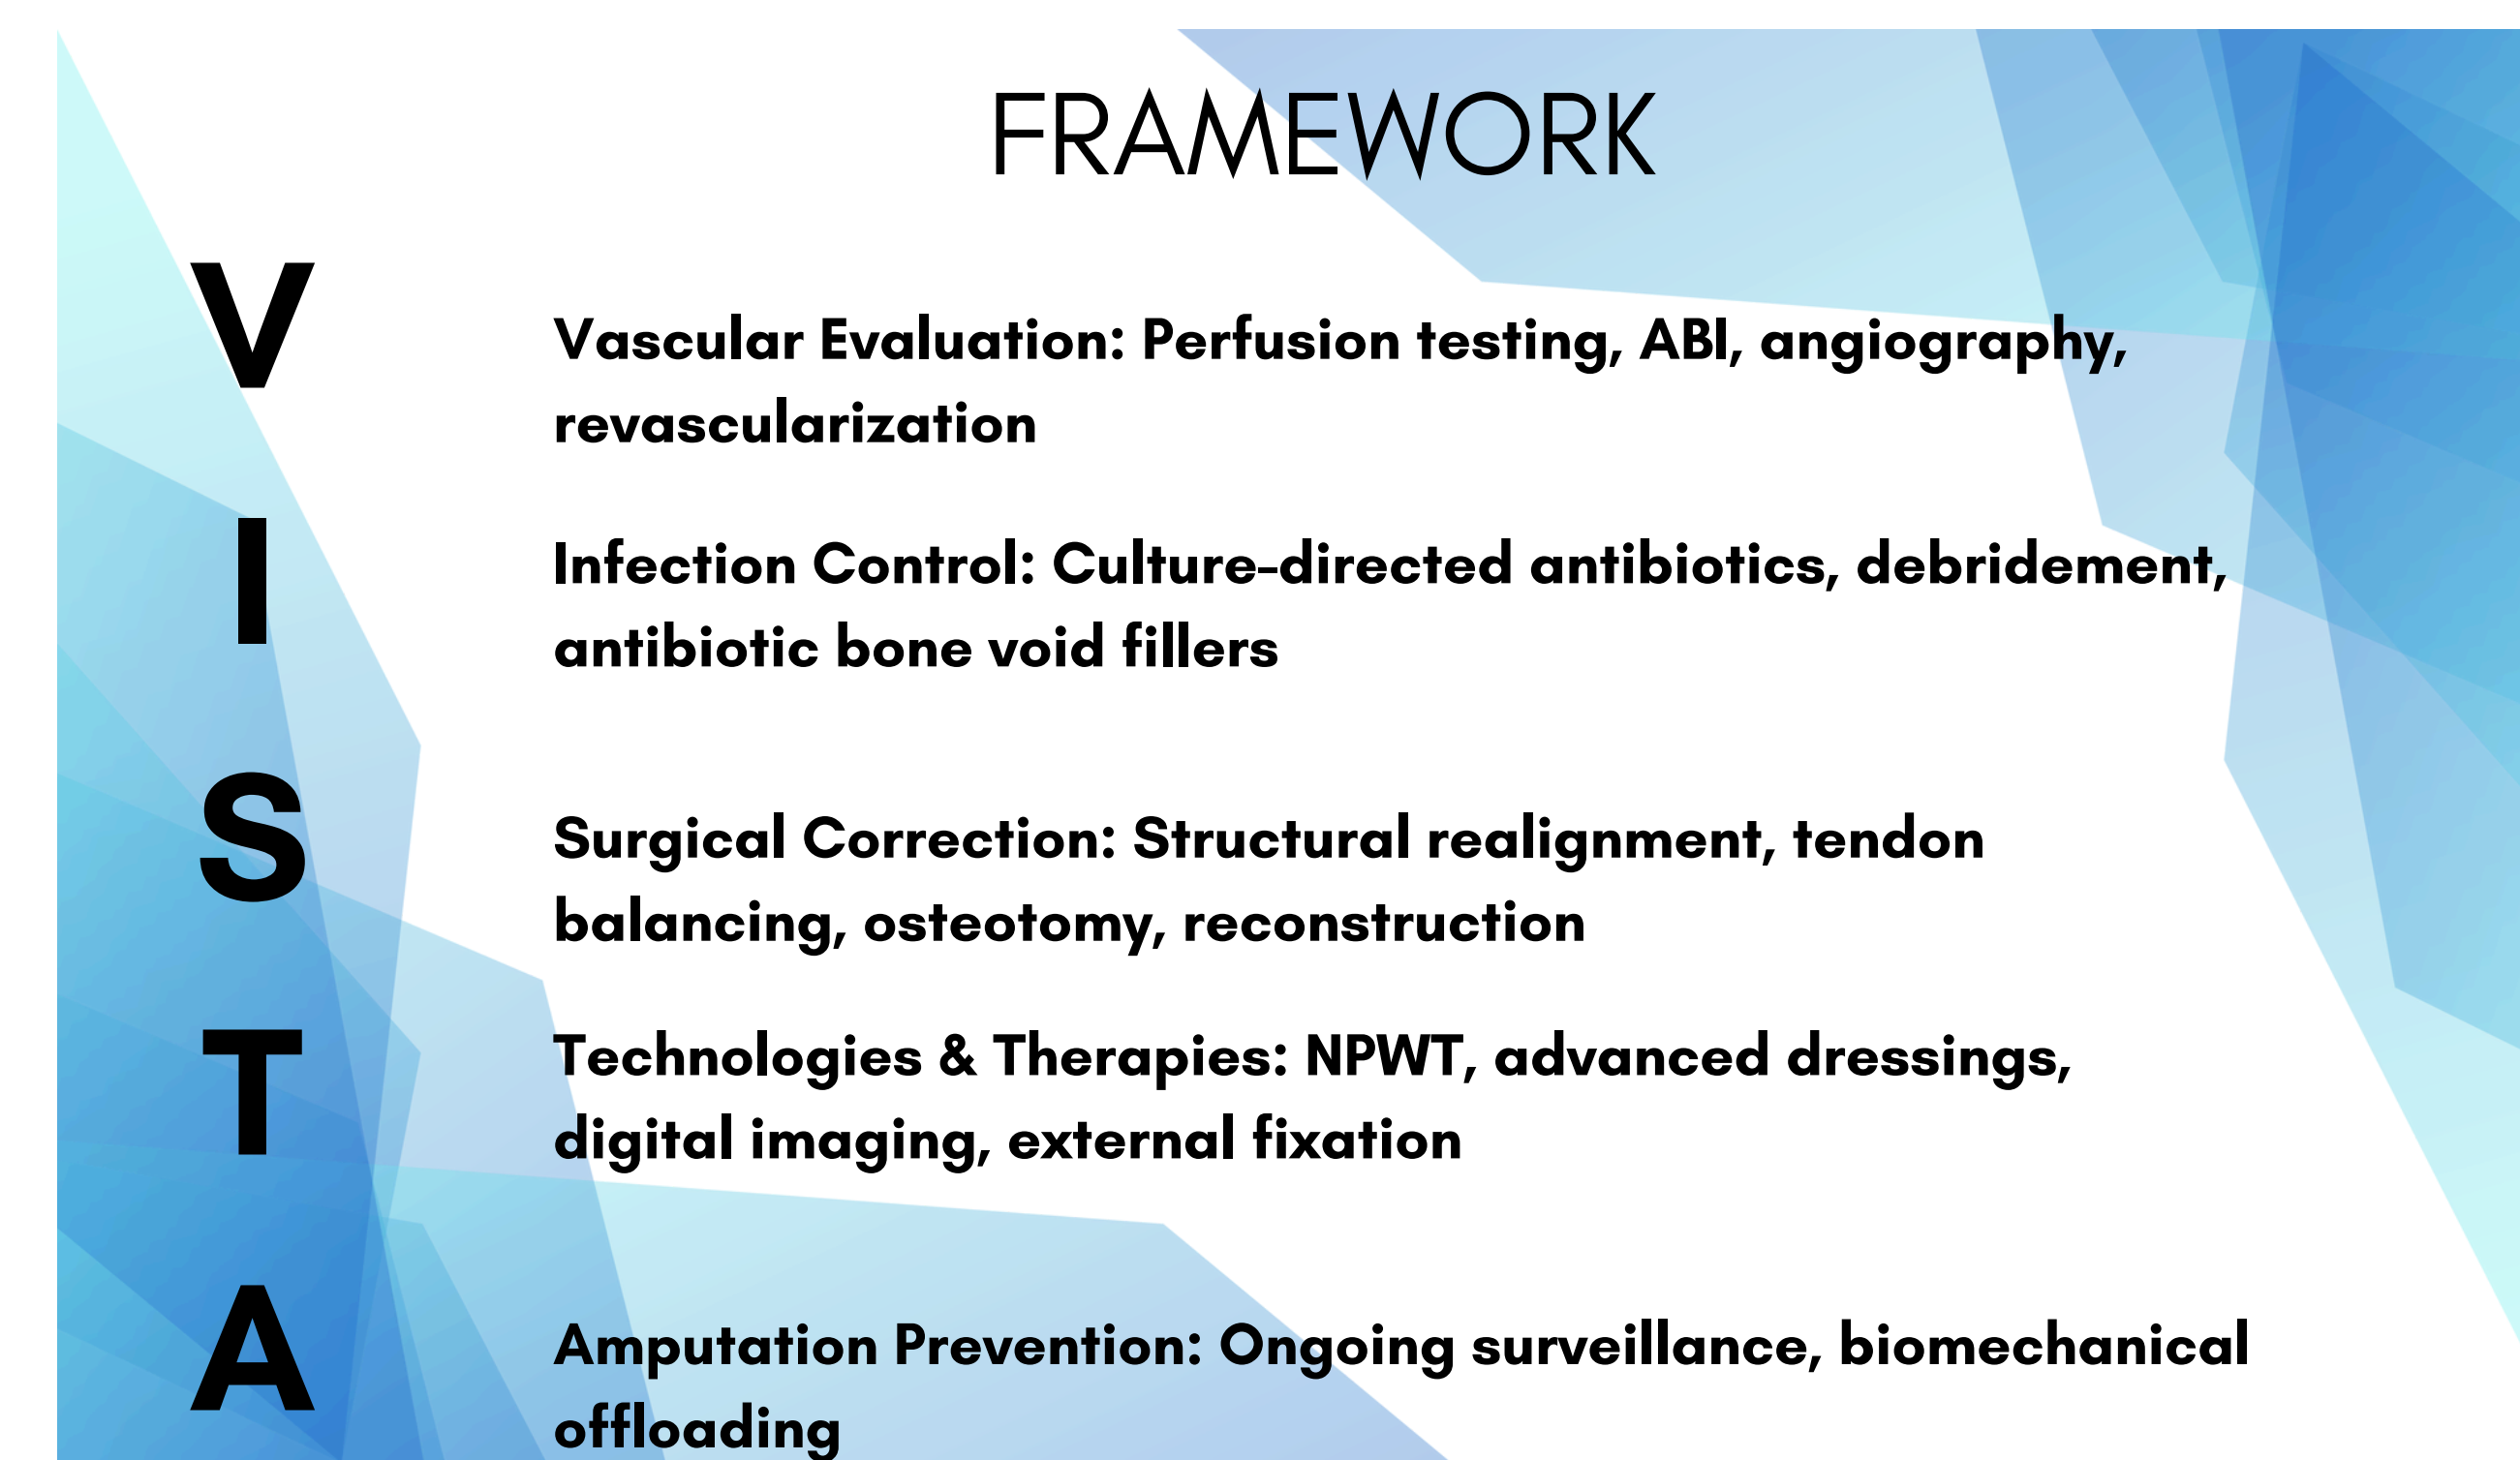 FRAMEWORK
V
Vascular Evaluation: Perfusion testing, ABI, angiography,
revascularization
I
Infection Control: Culture-directed antibiotics, debridement,
antibiotic bone void fillers
S
Surgical Correction: Structural realignment, tendon
balancing, osteotomy, reconstruction
T
Technologies & Therapies: NPWT, advanced dressings,
digital imaging, external fixation
A
Amputation Prevention: Ongoing surveillance, biomechanical
offloading